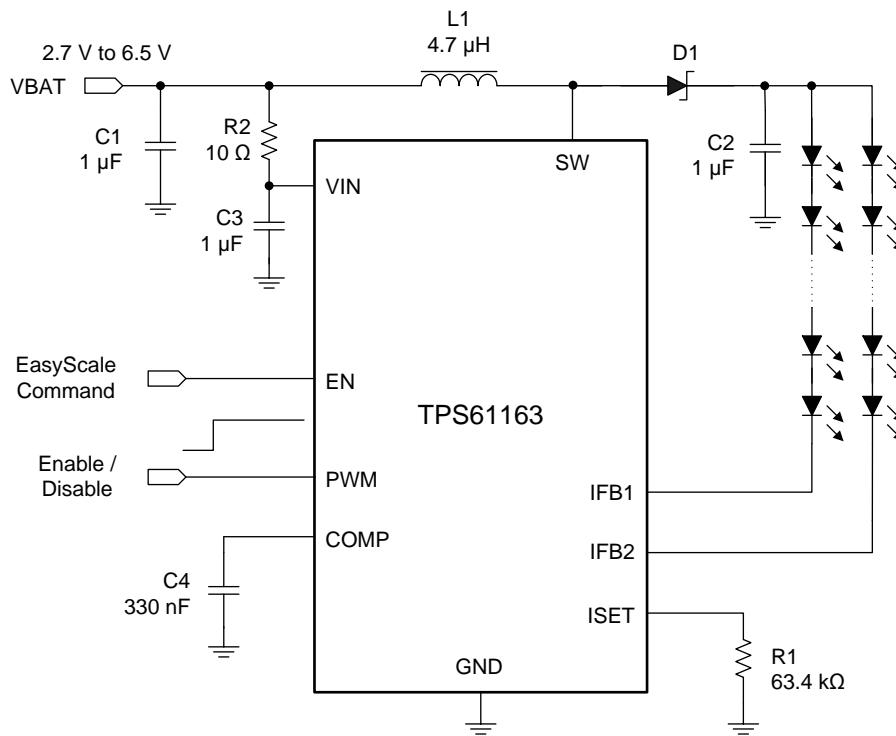 L1
4.7 µH
2.7 V to 6.5 V
VBAT
D1
C1
1 µF
R2
10 Ω
C2
1 µF
SW
VIN
C3
1 µF
EasyScale
Command
EN
TPS61163
Enable /
Disable
PWM
IFB1
COMP
IFB2
C4
330 nF
ISET
GND
R1
63.4 kΩ